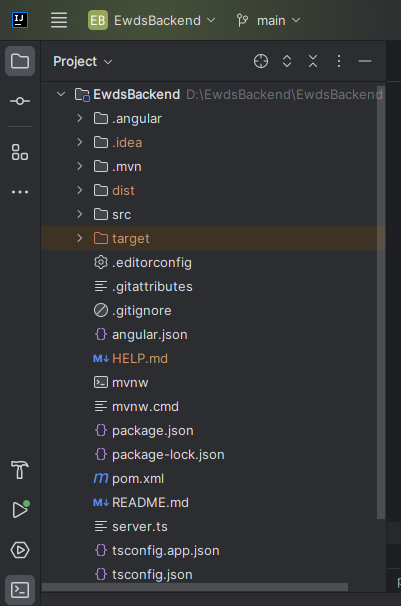 IJ EB EwdsBackend main
Project
EwdsBackend D:\EwdsBackend\EwdsBackend
.angular
.idea
.mvn
dist
src
target
.editorconfig
.gitattributes
.gitignore
angular.json
M↓ HELP.md
mvnw
mvnw.cmd
{} package.json
{} package-lock.json
m pom.xml
M↓ README.md
server.ts
{} tsconfig.app.json
{} tsconfig.json